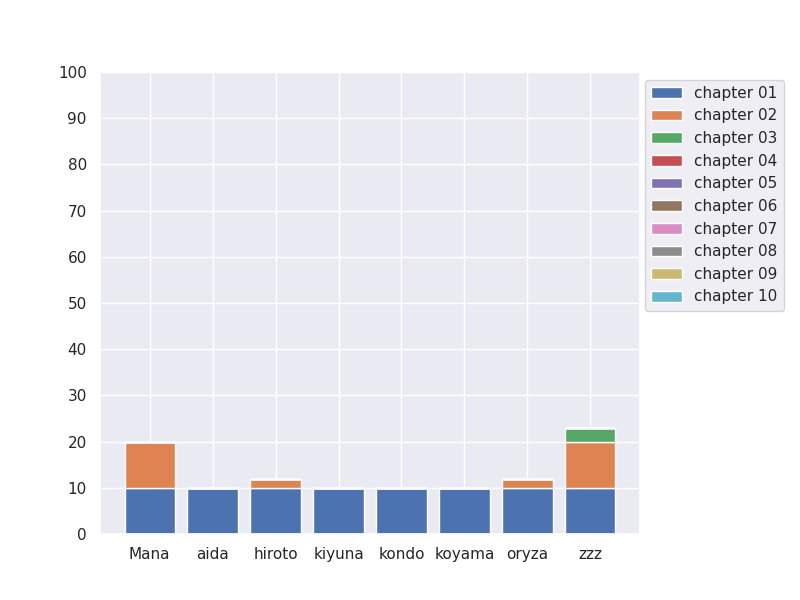 100
90
80
70
60
50
40
30
20
10
0
Mana aida hiroto kiyuna kondo koyama oryza zzz
chapter 01
chapter 02
chapter 03
chapter 04
chapter 05
chapter 06
chapter 07
chapter 08
chapter 09
chapter 10